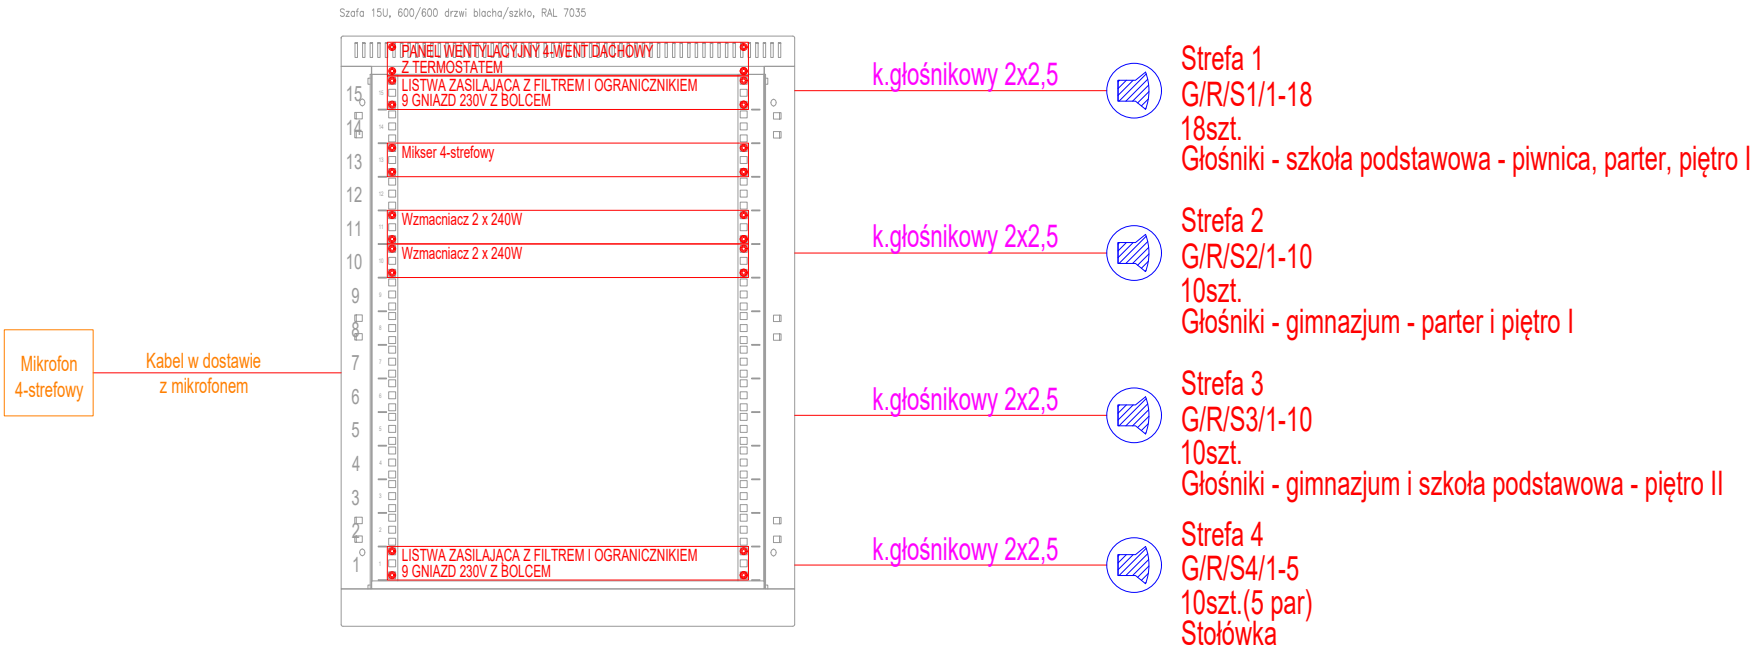 Szafa 15U, 600/600 drzwi blacha/szkło, RAL 7035
PANEL WENTYLACYJNY 4-WENT DACHOWY
Z TERMOSTATEM
15
LISTWA ZASILAJĄCA Z FILTREM I OGRANICZNIKIEM
9 GNIAZD 230V Z BOLCEM
14
13
Mikser 4-strefowy
12
11
Wzmacniacz 2 x 240W
10
Wzmacniacz 2 x 240W
9
8
7
6
5
4
3
2
1
LISTWA ZASILAJĄCA Z FILTREM I OGRANICZNIKIEM
9 GNIAZD 230V Z BOLCEM
Mikrofon
4-strefowy
Kabel w dostawie
z mikrofonem
k.głośnikowy 2x2,5
Strefa 1
G/R/S1/1-18
18szt.
Głośniki - szkoła podstawowa - piwnica, parter, piętro I
k.głośnikowy 2x2,5
Strefa 2
G/R/S2/1-10
10szt.
Głośniki - gimnazjum - parter i piętro I
k.głośnikowy 2x2,5
Strefa 3
G/R/S3/1-10
10szt.
Głośniki - gimnazjum i szkoła podstawowa - piętro II
k.głośnikowy 2x2,5
Strefa 4
G/R/S4/1-5
10szt.(5 par)
Stołówka